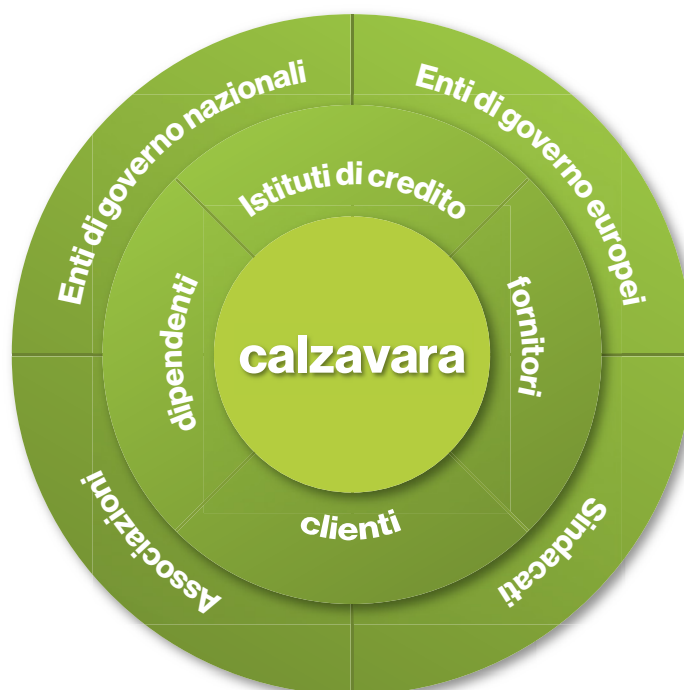 Enti di governo nazionali
Enti di governo europei
Istituti di credito
dipendenti
fornitori
calzavara
clienti
Associazioni
Sindacati